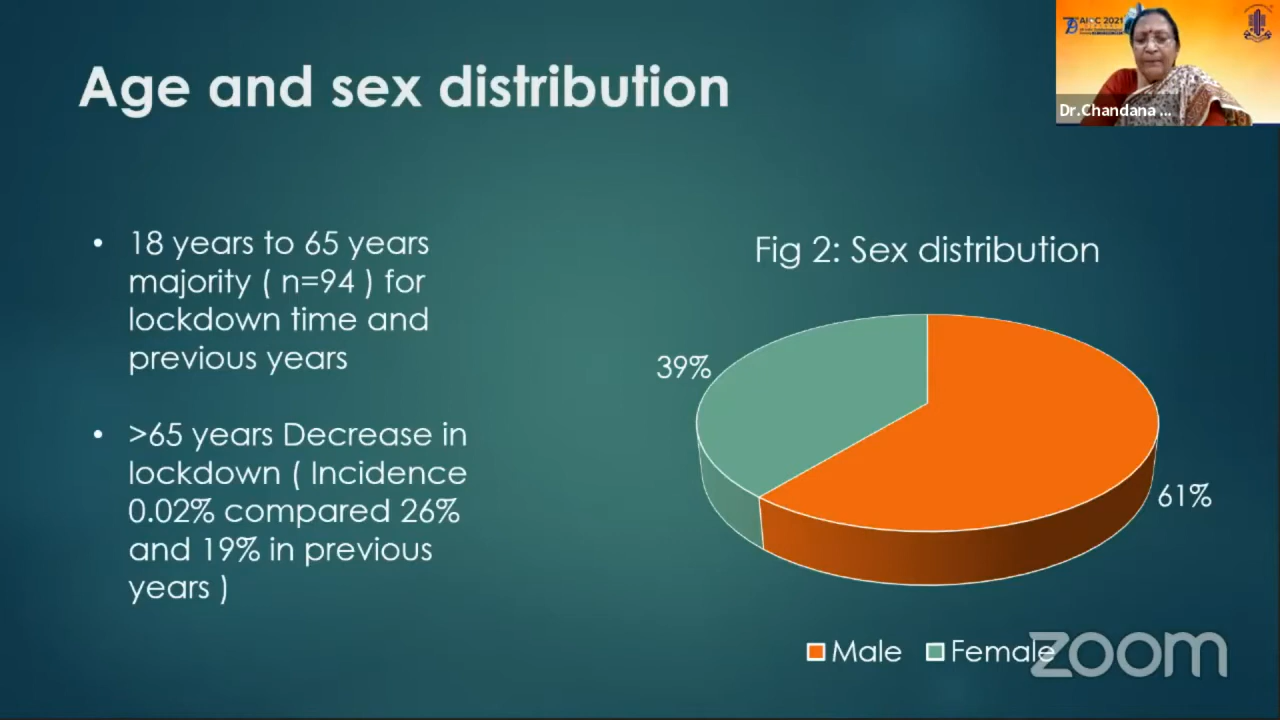 Age and sex distribution
AIOC 2021
Dr.Chandana ...
• 18 years to 65 years
majority ( n=94 ) for
lockdown time and
previous years
• >65 years Decrease in
lockdown ( Incidence
0.02% compared 26%
and 19% in previous
years )
Fig 2: Sex distribution
39%
61%
Male Female
zoom